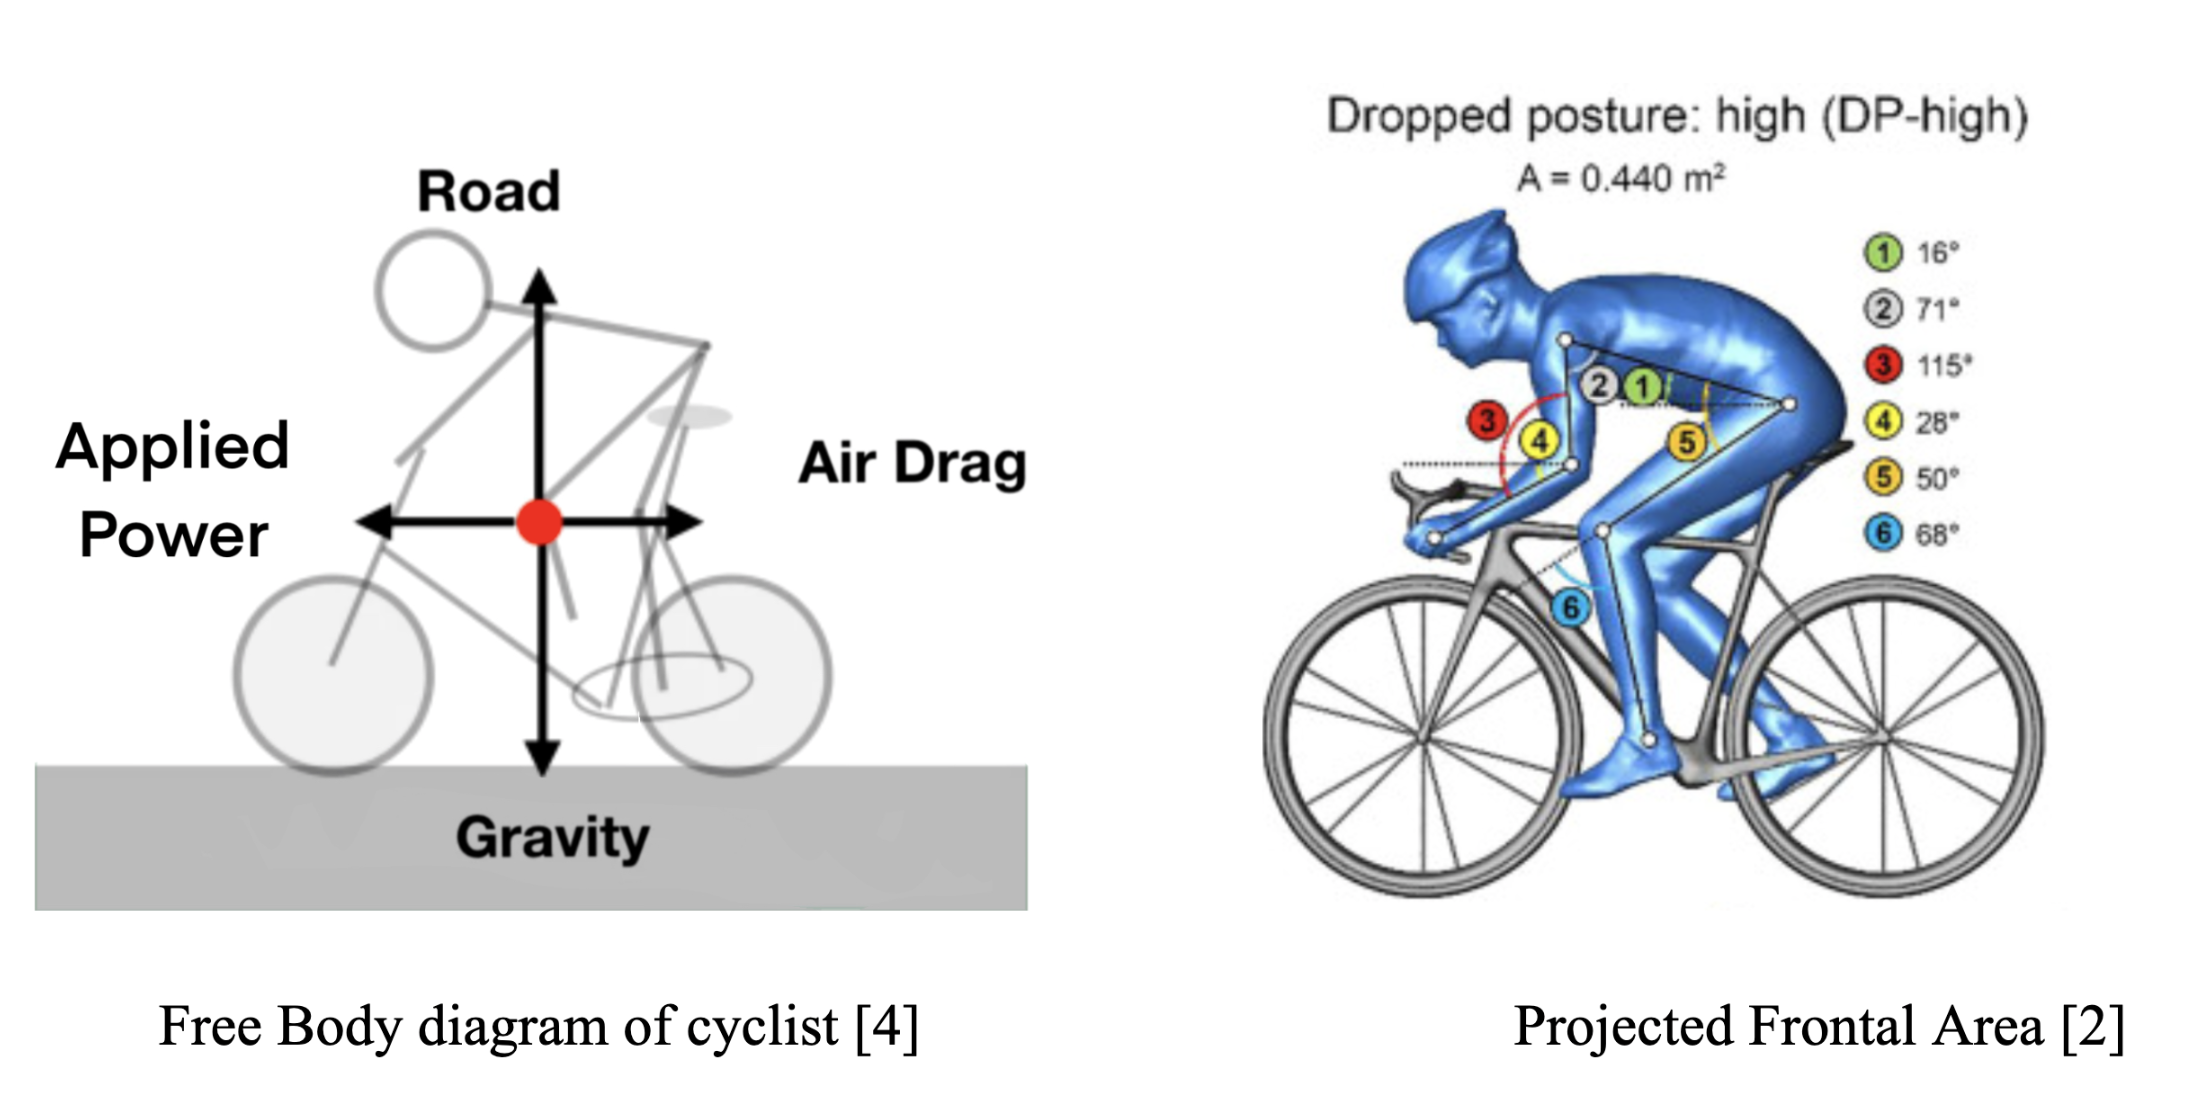 Road
Applied
Power
Air Drag
Gravity
Free Body diagram of cyclist [4]
Dropped posture: high (DP-high)
A = 0.440 m²
1 16°
2 71°
3 115°
4 28°
5 50°
6 68°
2 1
3
4
5
6
Projected Frontal Area [2]